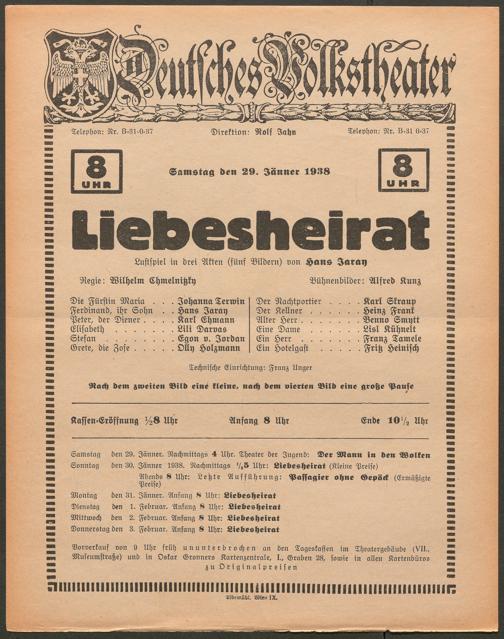 Deutsches Volkstheater
Telephon: Nr. B-31-0-37 Direktion: Rolf Jahn Telephon: Nr. B-31 0-37
8 UHR Samstag den 29. Jänner 1938 8 UHR
Liebesheirat
Lustspiel in drei Akten (fünf Bildern) von Hans Jaray
Regie: Wilhelm Chmelnitzky Bühnenbilder: Alfred Kunz
Die Fürstin Maria . . . Johanna Terwin Der Nachtportier . . . . Karl Skraup
Ferdinand, ihr Sohn . . Hans Jaray Der Kellner . . . . . Heinz Frank
Peter, der Diener . . . . Karl Ehmann Alter Herr . . . . . Benno Smytt
Elisabeth . . . . . Lili Darvas Eine Dame . . . . . Lisl Kühnelt
Stefan . . . . . Egon v. Jordan Ein Herr . . . . . Franz Tamele
Grete, die Zofe . . . . Olly Holzmann Ein Hotelgast . . . . Fritz Heinisch
Technische Einrichtung: Franz Unger
Nach dem zweiten Bild eine kleine, nach dem vierten Bild eine große Pause
Kassen-Eröffnung ½8 Uhr Anfang 8 Uhr Ende 10½ Uhr
Samstag den 29. Jänner. Nachmittags 4 Uhr. Theater der Jugend: Der Mann in den Wolken
Sonntag den 30. Jänner 1938. Nachmittags ½5 Uhr: Liebesheirat (Kleine Preise)
Abends 8 Uhr: Letzte Aufführung: Passagier ohne Gepäck (Ermäßigte
Preise)
Montag den 31. Jänner. Anfang 8 Uhr: Liebesheirat
Dienstag den 1. Februar. Anfang 8 Uhr: Liebesheirat
Mittwoch den 2. Februar. Anfang 8 Uhr: Liebesheirat
Donnerstag den 3. Februar. Anfang 8 Uhr: Liebesheirat
Vorverkauf von 9 Uhr früh ununterbrochen an den Tageskassen im Theatergebäude (VII.,
Museumstraße) und in Oskar Gronners Kartenzentrale, I., Graben 28, sowie in allen Kartenbüros
zu Originalpreisen
Elbemühl, Wien IX.